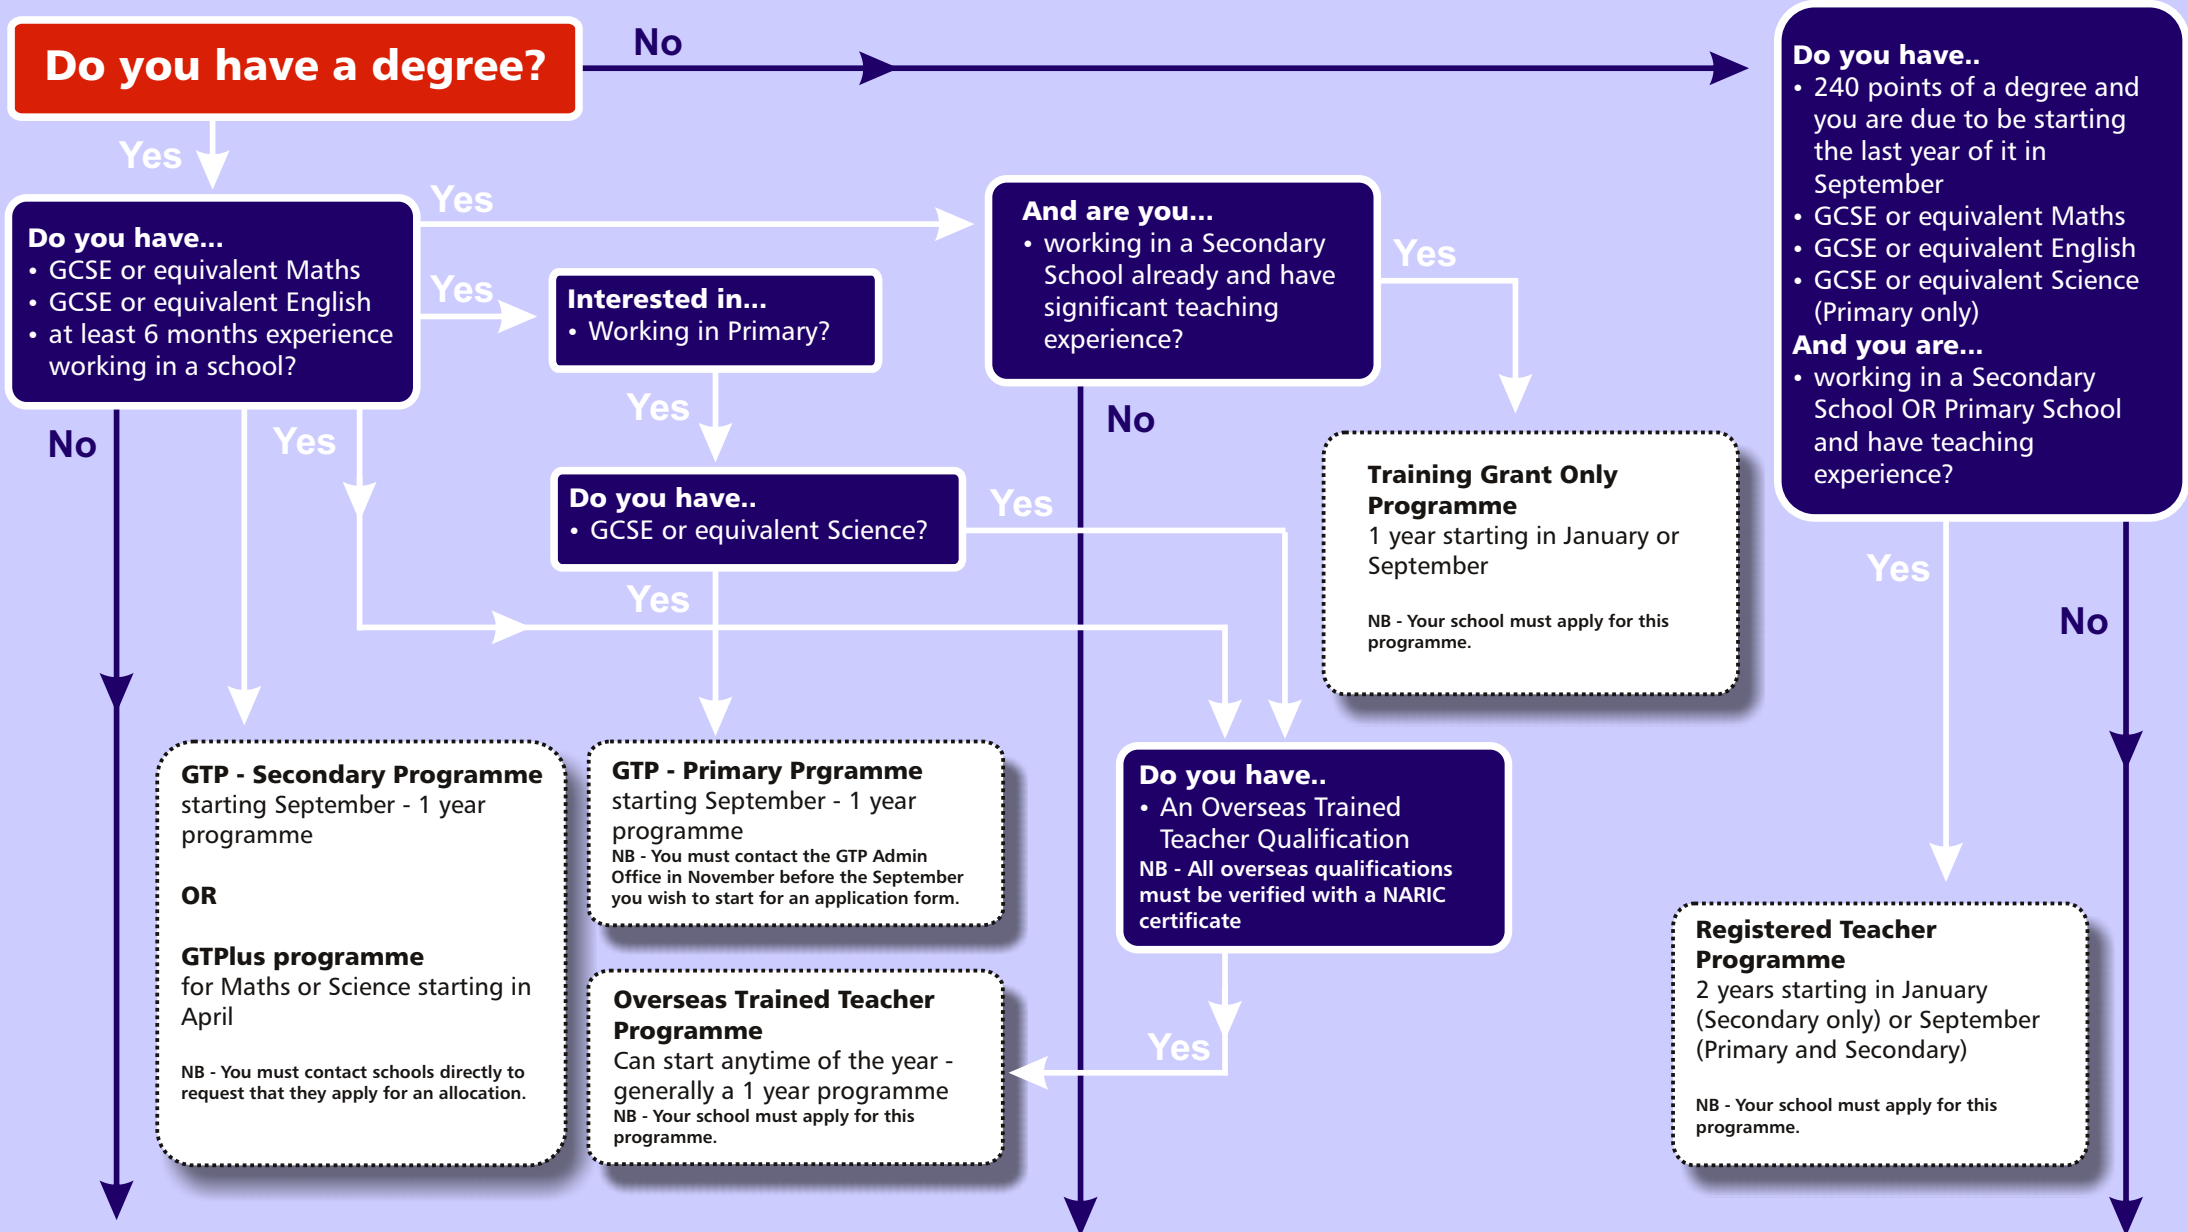 Do you have a degree?
No
Yes
Do you have...
• GCSE or equivalent Maths
• GCSE or equivalent English
• at least 6 months experience
working in a school?
Yes
Yes
No
Yes
Interested in...
• Working in Primary?
Yes
Do you have..
• GCSE or equivalent Science?
Yes
Yes
And are you...
• working in a Secondary
School already and have
significant teaching
experience?
Yes
No
Training Grant Only
Programme
1 year starting in January or
September
NB - Your school must apply for this
programme.
Do you have..
• 240 points of a degree and
you are due to be starting
the last year of it in
September
• GCSE or equivalent Maths
• GCSE or equivalent English
• GCSE or equivalent Science
(Primary only)
And you are...
• working in a Secondary
School OR Primary School
and have teaching
experience?
Yes
No
GTP - Secondary Programme
starting September - 1 year
programme
OR
GTPlus programme
for Maths or Science starting in
April
NB - You must contact schools directly to
request that they apply for an allocation.
GTP - Primary Prgramme
starting September - 1 year
programme
NB - You must contact the GTP Admin
Office in November before the September
you wish to start for an application form.
Overseas Trained Teacher
Programme
Can start anytime of the year -
generally a 1 year programme
NB - Your school must apply for this
programme.
Do you have..
• An Overseas Trained
Teacher Qualification
NB - All overseas qualifications
must be verified with a NARIC
certificate
Yes
Registered Teacher
Programme
2 years starting in January
(Secondary only) or September
(Primary and Secondary)
NB - Your school must apply for this
programme.